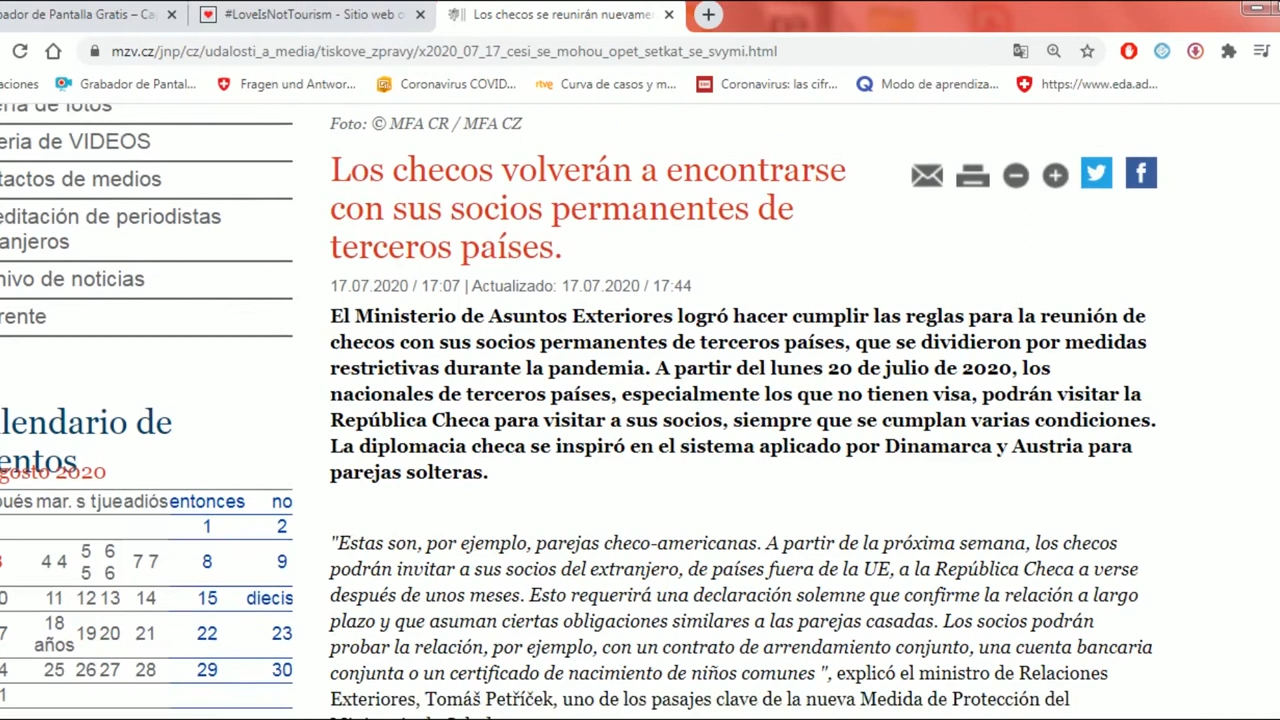 bador de Pantalla Gratis – Ca
#LoveIsNotTourism - Sitio web o
Los checos se reunirán nuevame
mzv.cz/jnp/cz/udalosti_a_media/tiskove_zpravy/x2020_07_17_cesi_se_mohou_opet_setkat_se_svymi.html
aciones
Grabador de Pantal...
Fragen und Antwor...
Coronavirus COVID...
rtve
Curva de casos y m...
Coronavirus: las cifr...
Modo de aprendiza...
https://www.eda.ad...
ería de fotos
eria de VIDEOS
tactos de medios
editación de periodistas
anjeros
hivo de noticias
rente
lendario de
entos
gosto 2020
ués mar. s tjueadiós entonces no
1 2
4 4 5 5 6 6 7 7 8 9
0 11 12 13 14 15 diecis
7 18 años 19 20 21 22 23
4 25 26 27 28 29 30
1
Foto: © MFA CR / MFA CZ
Los checos volverán a encontrarse
con sus socios permanentes de
terceros países.
17.07.2020 / 17:07 | Actualizado: 17.07.2020 / 17:44
El Ministerio de Asuntos Exteriores logró hacer cumplir las reglas para la reunión de
checos con sus socios permanentes de terceros países, que se dividieron por medidas
restrictivas durante la pandemia. A partir del lunes 20 de julio de 2020, los
nacionales de terceros países, especialmente los que no tienen visa, podrán visitar la
República Checa para visitar a sus socios, siempre que se cumplan varias condiciones.
La diplomacia checa se inspiró en el sistema aplicado por Dinamarca y Austria para
parejas solteras.
"Estas son, por ejemplo, parejas checo-americanas. A partir de la próxima semana, los checos
podrán invitar a sus socios del extranjero, de países fuera de la UE, a la República Checa a verse
después de unos meses. Esto requerirá una declaración solemne que confirme la relación a largo
plazo y que asuman ciertas obligaciones similares a las parejas casadas. Los socios podrán
probar la relación, por ejemplo, con un contrato de arrendamiento conjunto, una cuenta bancaria
conjunta o un certificado de nacimiento de niños comunes ", explicó el ministro de Relaciones
Exteriores, Tomáš Petříček, uno de los pasajes clave de la nueva Medida de Protección del